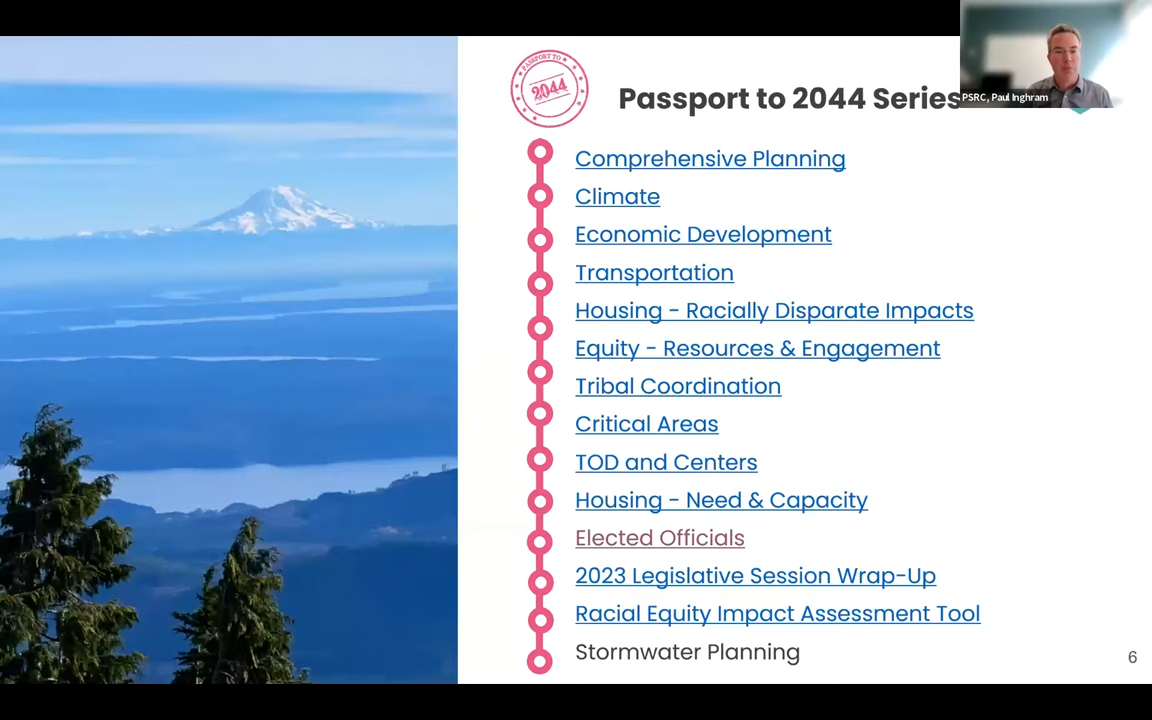 PASSPORT TO
2044
Passport to 2044 Series
PSRC, Paul Inghram
Comprehensive Planning
Climate
Economic Development
Transportation
Housing - Racially Disparate Impacts
Equity - Resources & Engagement
Tribal Coordination
Critical Areas
TOD and Centers
Housing - Need & Capacity
Elected Officials
2023 Legislative Session Wrap-Up
Racial Equity Impact Assessment Tool
Stormwater Planning
6